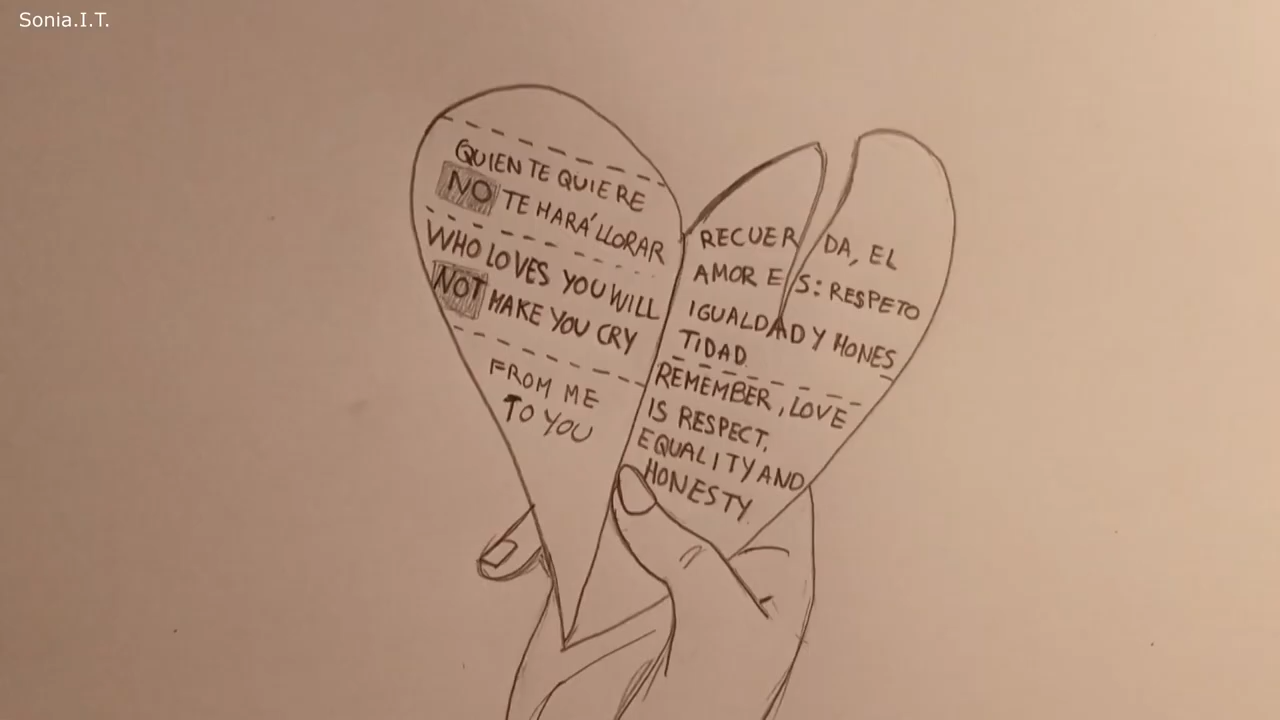 Sonia.I.T.
QUIEN TE QUIERE
NO TE HARÁ LLORAR
WHO LOVES YOU WILL
NOT MAKE YOU CRY
FROM ME
TO YOU
RECUERDA, EL
AMOR ES: RESPETO
IGUALDAD Y HONES
TIDAD
REMEMBER, LOVE
IS RESPECT,
EQUALITY AND
HONESTY